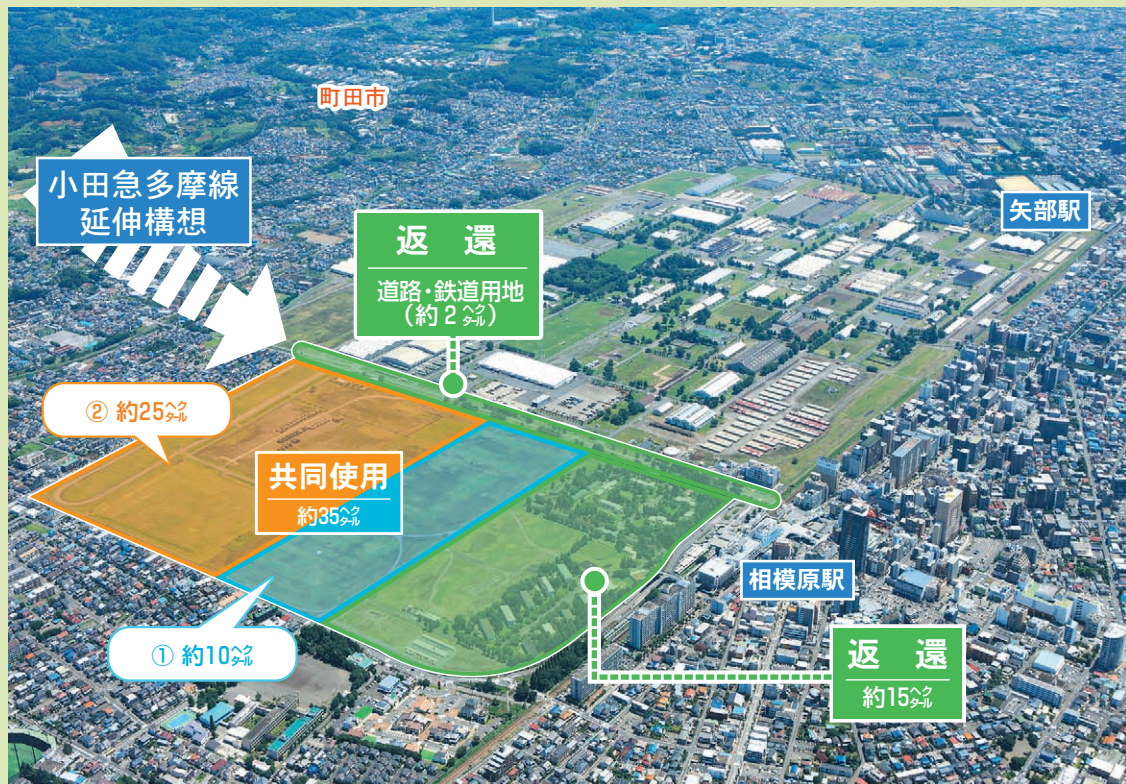 町田市
小田急多摩線
延伸構想
矢部駅
返　還
道路・鉄道用地
（約２ヘクタール）
② 約25ヘクタール
共同使用
約35ヘクタール
相模原駅
① 約10ヘクタール
返　還
約15ヘクタール